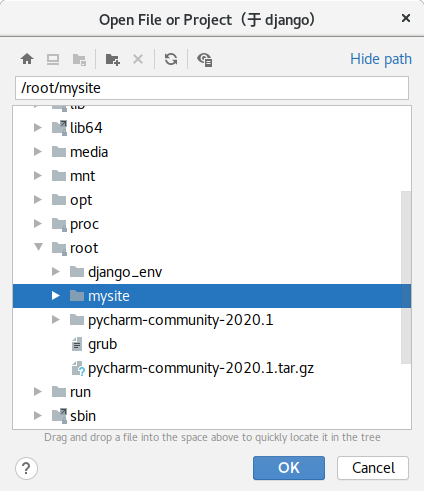 Open File or Project（于 django）
Hide path
/root/mysite
lib
lib64
media
mnt
opt
proc
root
django_env
mysite
pycharm-community-2020.1
grub
pycharm-community-2020.1.tar.gz
run
sbin
Drag and drop a file into the space above to quickly locate it in the tree
?
OK
Cancel